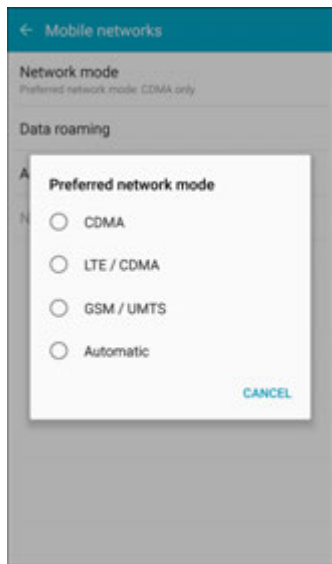 Mobile networks
Network mode
Preferred network mode: CDMA only
Data roaming
A
Preferred network mode
N
CDMA
LTE / CDMA
GSM / UMTS
Automatic
CANCEL